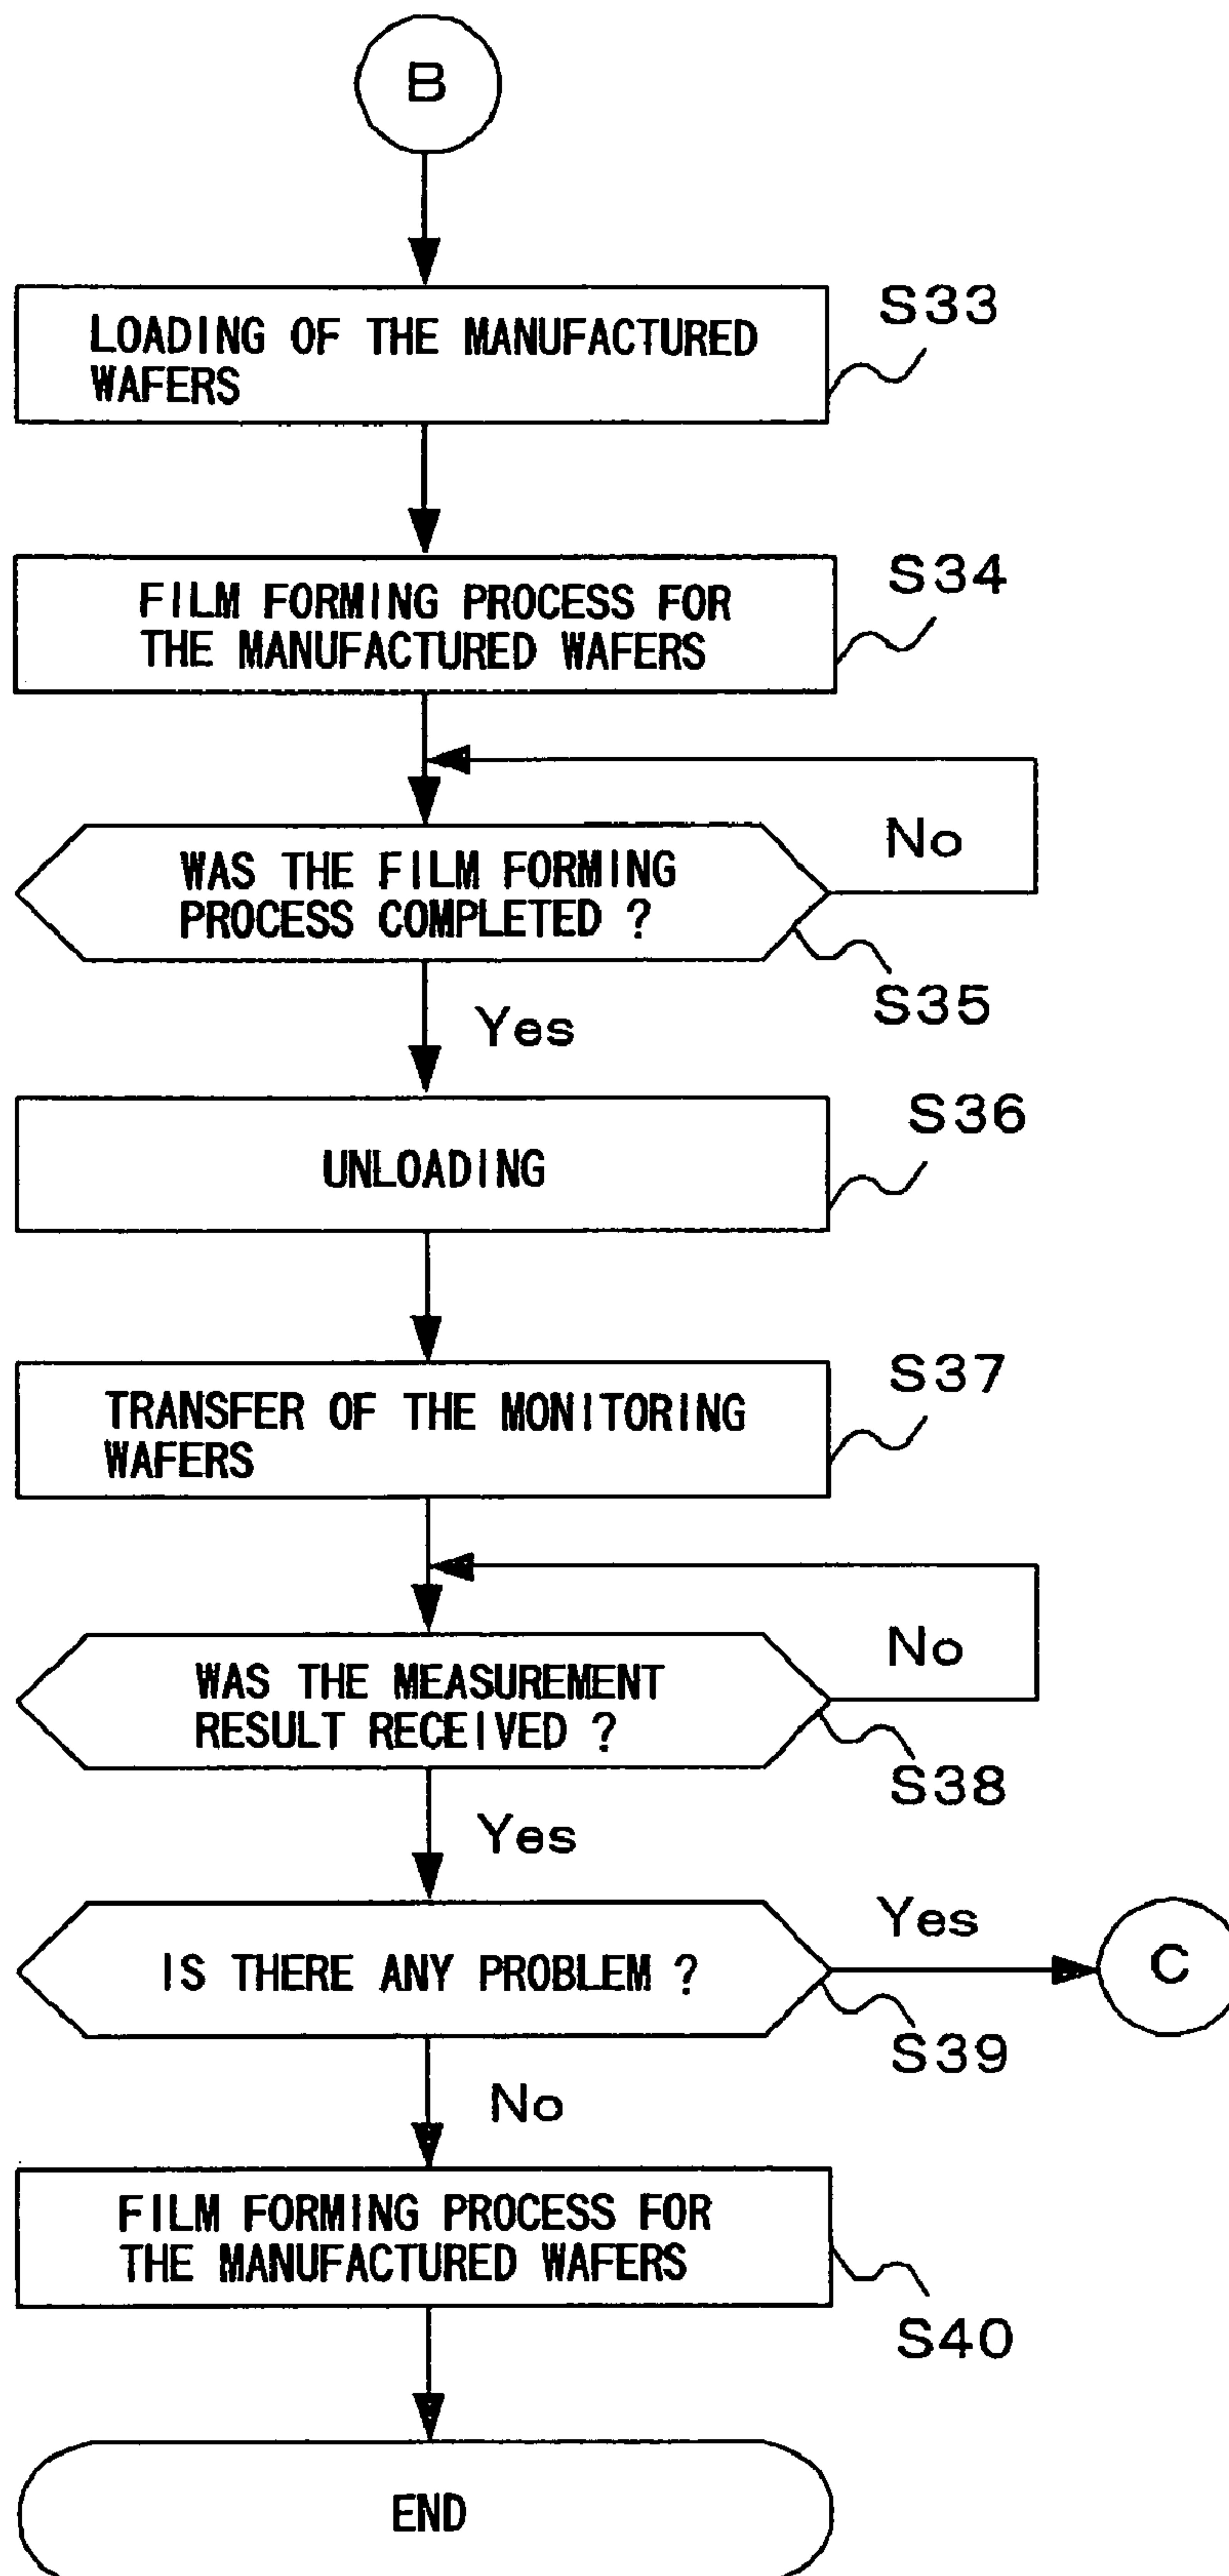 B
LOADING OF THE MANUFACTURED
WAFERS
S33
FILM FORMING PROCESS FOR
THE MANUFACTURED WAFERS
S34
WAS THE FILM FORMING
PROCESS COMPLETED ?
No
S35
Yes
UNLOADING
S36
TRANSFER OF THE MONITORING
WAFERS
S37
WAS THE MEASUREMENT
RESULT RECEIVED ?
No
S38
Yes
IS THERE ANY PROBLEM ?
Yes
C
S39
No
FILM FORMING PROCESS FOR
THE MANUFACTURED WAFERS
S40
END